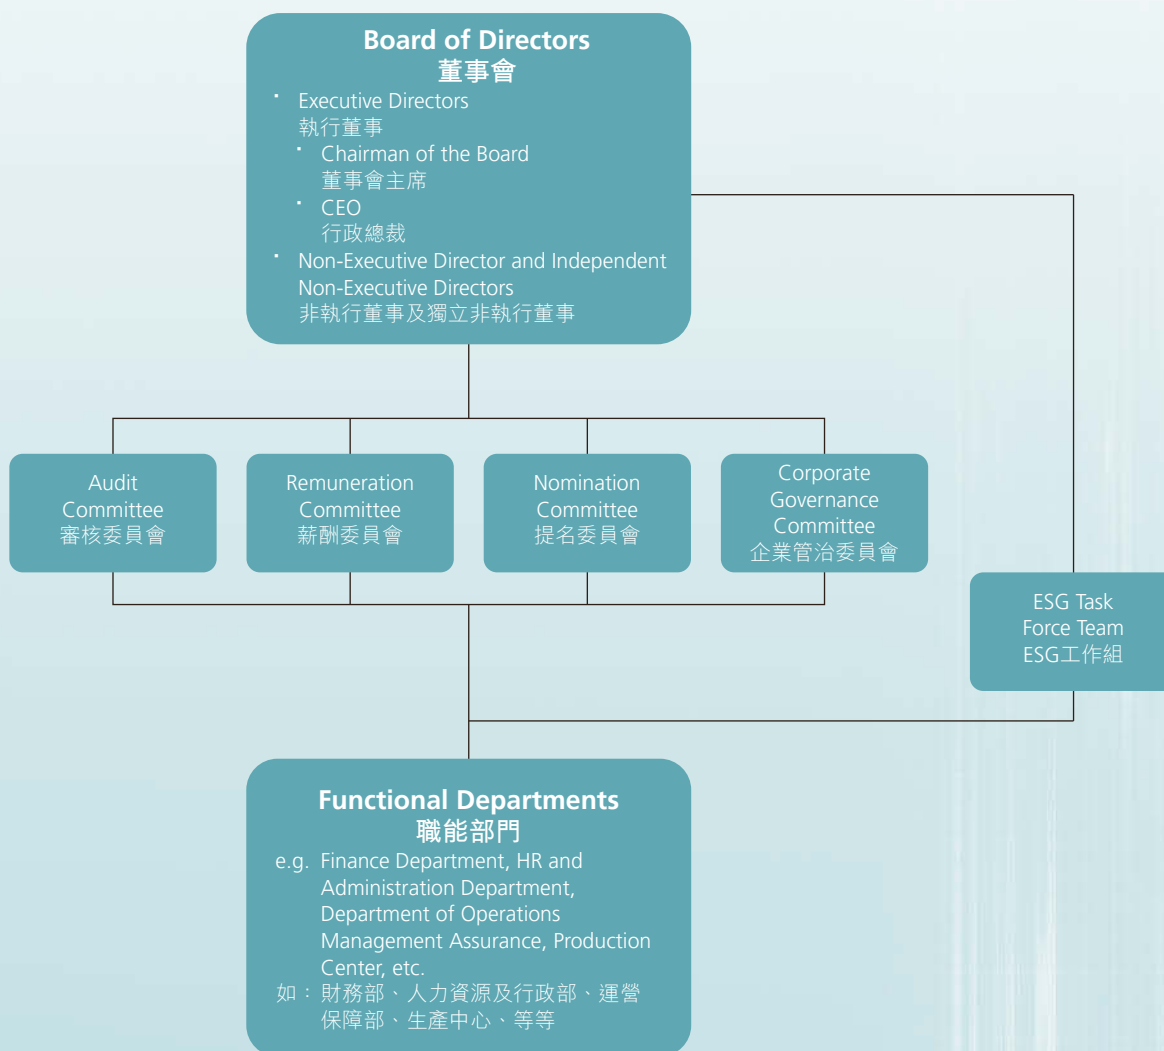 Board of Directors
董事會
▪ Executive Directors
執行董事
▪ Chairman of the Board
董事會主席
▪ CEO
行政總裁
▪ Non-Executive Director and Independent
Non-Executive Directors
非執行董事及獨立非執行董事
Audit
Committee
審核委員會
Remuneration
Committee
薪酬委員會
Nomination
Committee
提名委員會
Corporate
Governance
Committee
企業管治委員會
ESG Task
Force Team
ESG工作組
Functional Departments
職能部門
e.g. Finance Department, HR and
Administration Department,
Department of Operations
Management Assurance, Production
Center, etc.
如：財務部、人力資源及行政部、運營
保障部、生產中心、等等